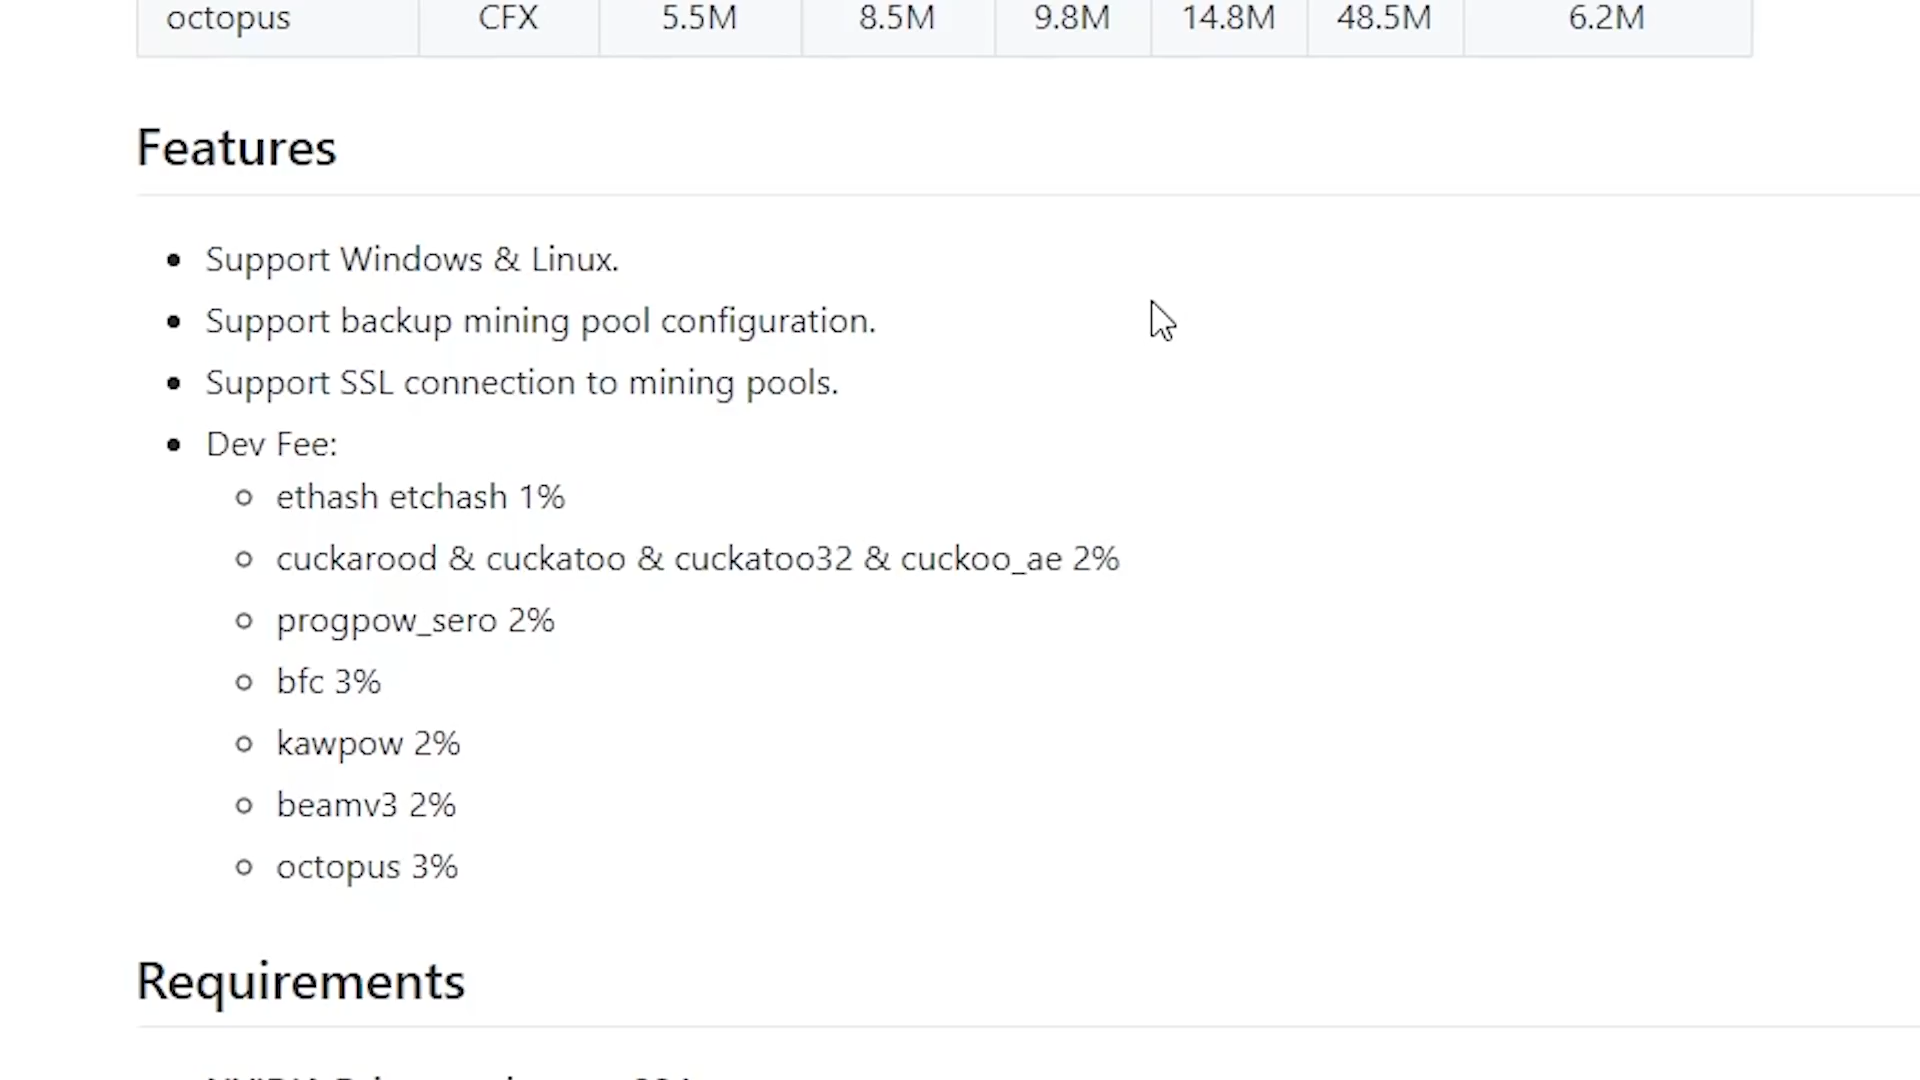 octopus CFX 5.5M 8.5M 9.8M 14.8M 48.5M 6.2M
Features
Support Windows & Linux.
Support backup mining pool configuration.
Support SSL connection to mining pools.
Dev Fee:
ethash etchash 1%
cuckarood & cuckatoo & cuckatoo32 & cuckoo_ae 2%
progpow_sero 2%
bfc 3%
kawpow 2%
beamv3 2%
octopus 3%
Requirements